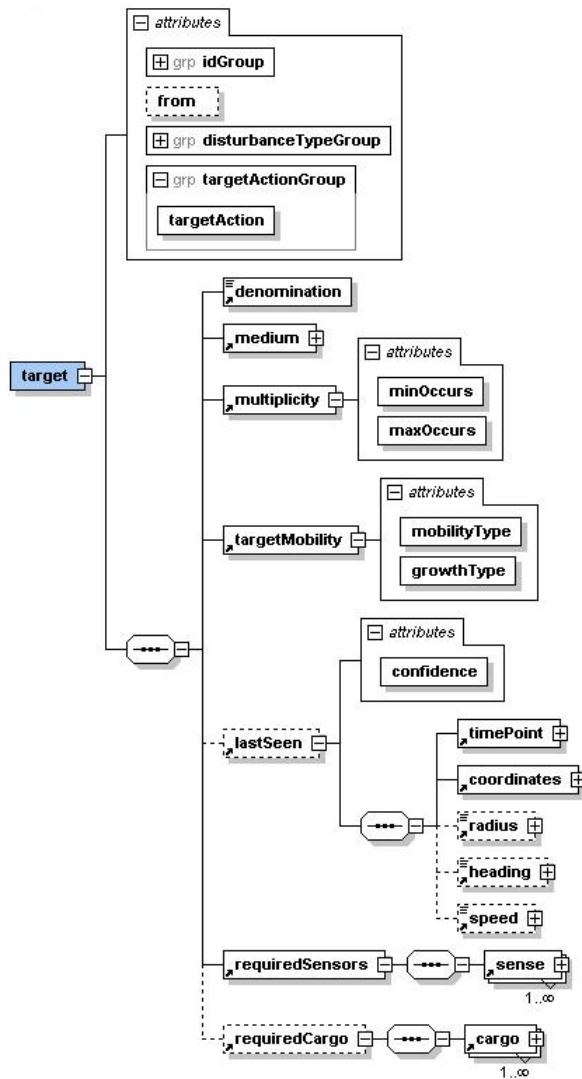 attributes
grp idGroup
from
grp disturbanceTypeGroup
grp targetActionGroup
targetAction
denomination
medium
target
attributes
multiplicity
minOccurs
maxOccurs
attributes
targetMobility
mobilityType
growthType
attributes
confidence
lastSeen
timePoint
coordinates
radius
heading
speed
requiredSensors
sense
1..∞
requiredCargo
cargo
1..∞